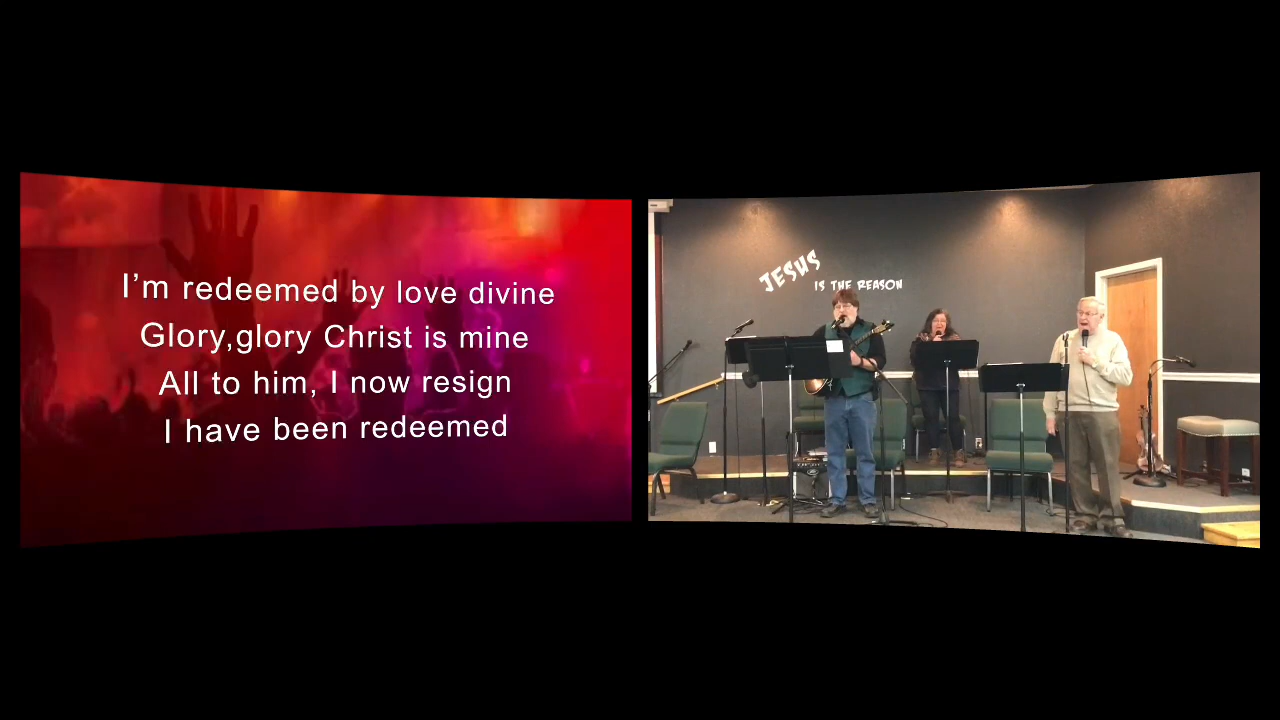 I'm redeemed by love divine
Glory,glory Christ is mine
All to him, I now resign
I have been redeemed
JESUS
IS THE REASON